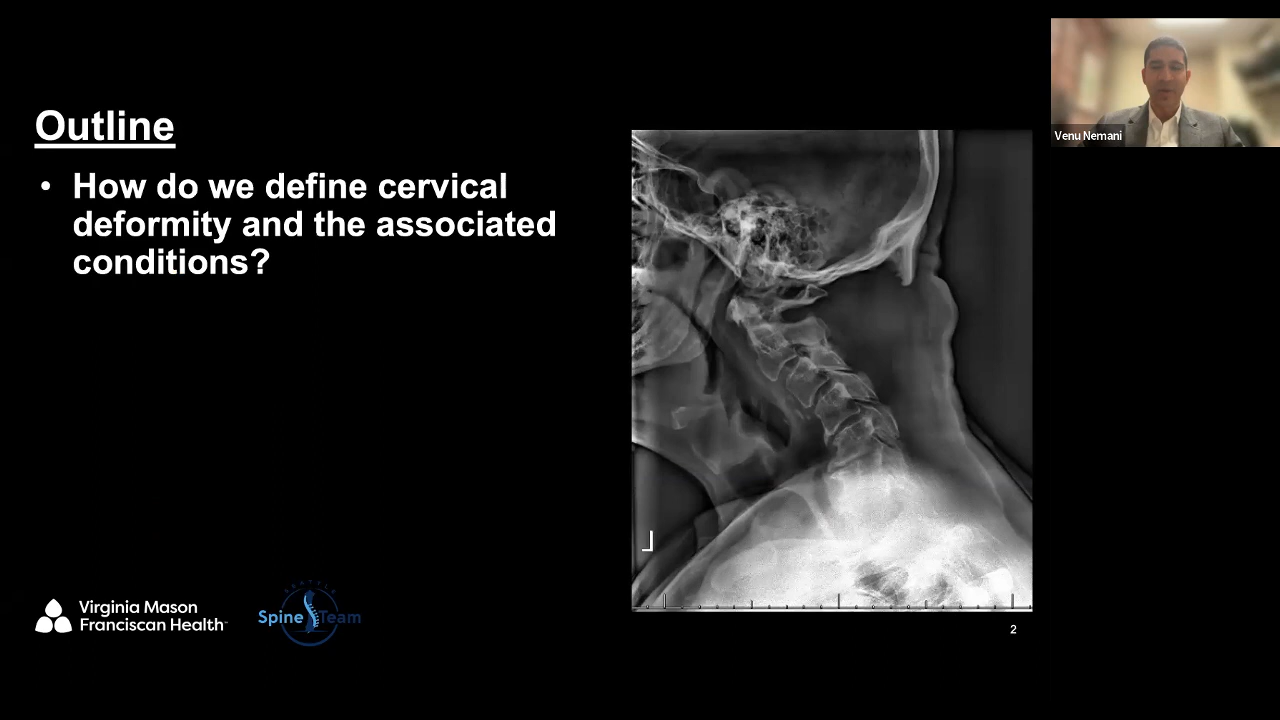 Outline
• How do we define cervical
deformity and the associated
conditions?
Venu Nemani
L
Virginia Mason
Franciscan Health
SEATTLE
Spine Team
2